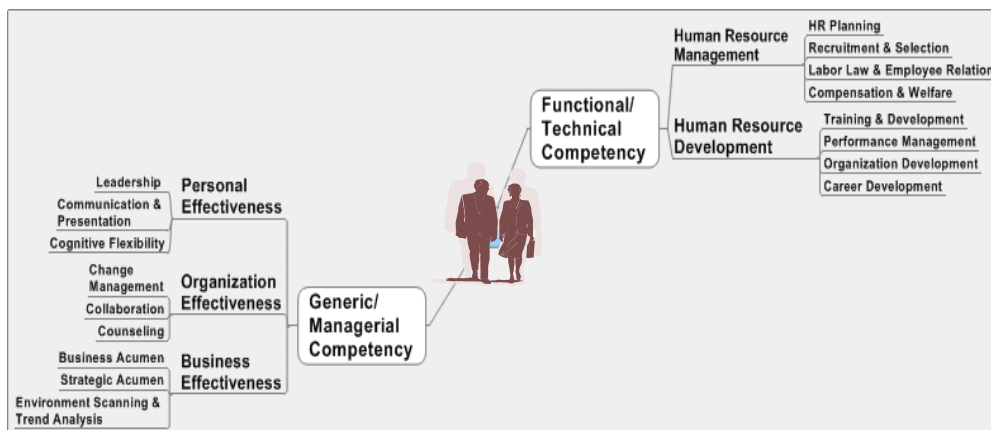 HR Planning
Human Resource
Management
Recruitment & Selection
Labor Law & Employee Relation
Compensation & Welfare
Functional/
Technical
Competency
Human Resource
Development
Training & Development
Performance Management
Organization Development
Career Development
Leadership
Personal
Effectiveness
Communication &
Presentation
Cognitive Flexibility
Change
Management
Organization
Effectiveness
Collaboration
Counseling
Generic/
Managerial
Competency
Business Acumen
Business
Effectiveness
Strategic Acumen
Environment Scanning &
Trend Analysis